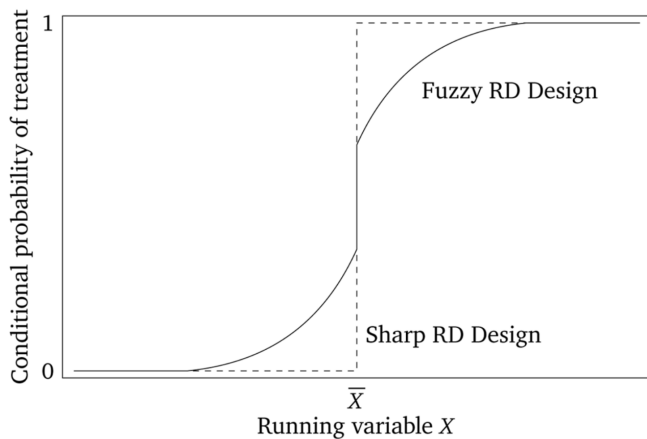 Conditional probability of treatment
1
Fuzzy RD Design
Sharp RD Design
0
X̅
Running variable X